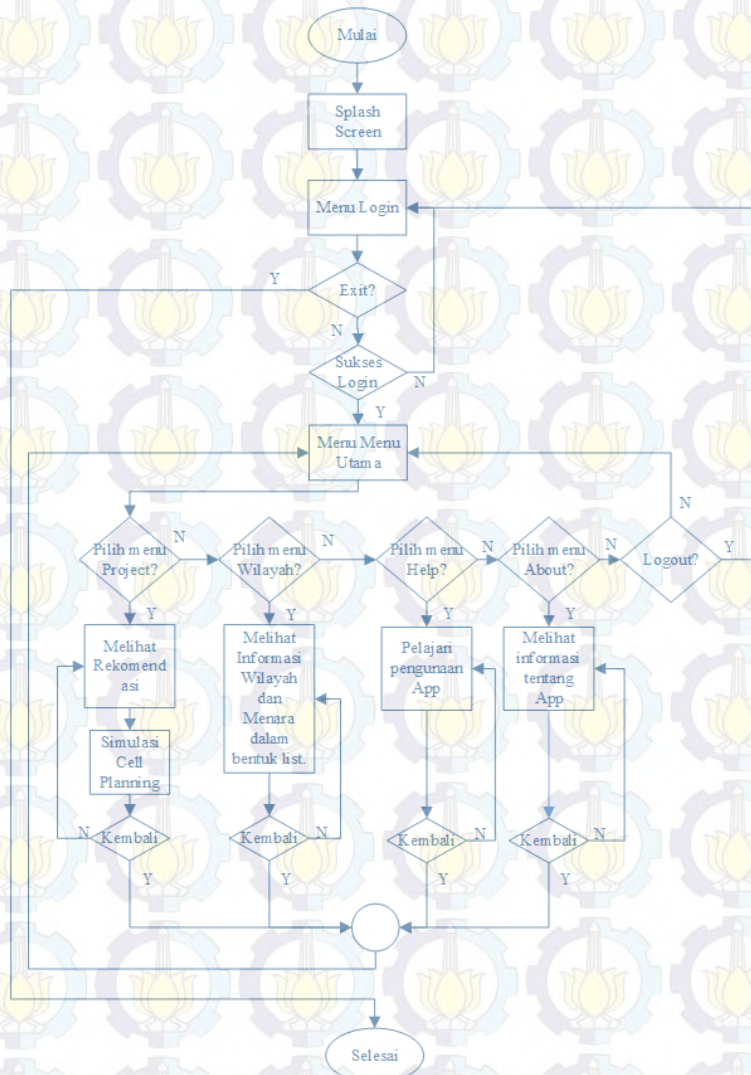 Mulai
Splash
Screen
Menu Login
Y
Exit?
N
Sukses
Login
N
Y
Menu Menu
Utama
N
Pilih menu
Project?
N
Pilih menu
Wilayah?
N
Pilih menu
Help?
N
Pilih menu
About?
N
Logout?
Y
Y
Y
Y
Y
Melihat
Rekomend
asi
Melihat
Informasi
Wilayah
dan
Menara
dalam
bentuk list.
Pelajari
pengunaan
App
Melihat
informasi
tentang
App
Simulasi
Cell
Planning
N
Kembali
Kembali
N
Kembali
N
Kembali
N
Y
Y
Y
Y
Selesai